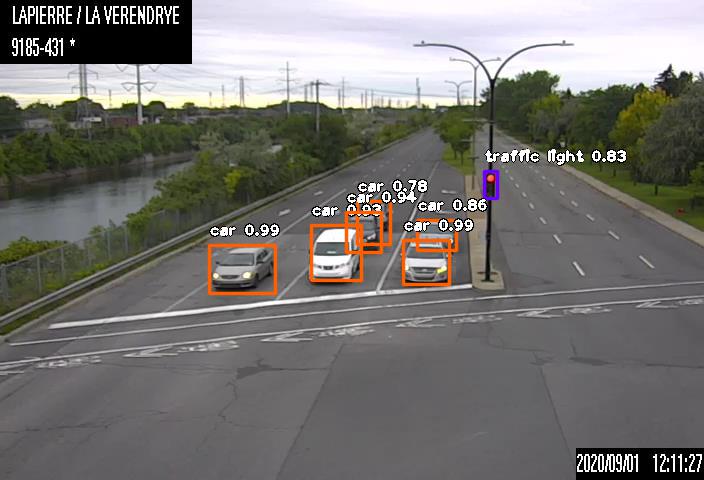 LAPIERRE / LA VERENDRYE
9185-431 *
traffic light 0.83
car 0.78
car 0.94
car 0.86
car 0.99
car 0.99
2020/09/01 12:11:27